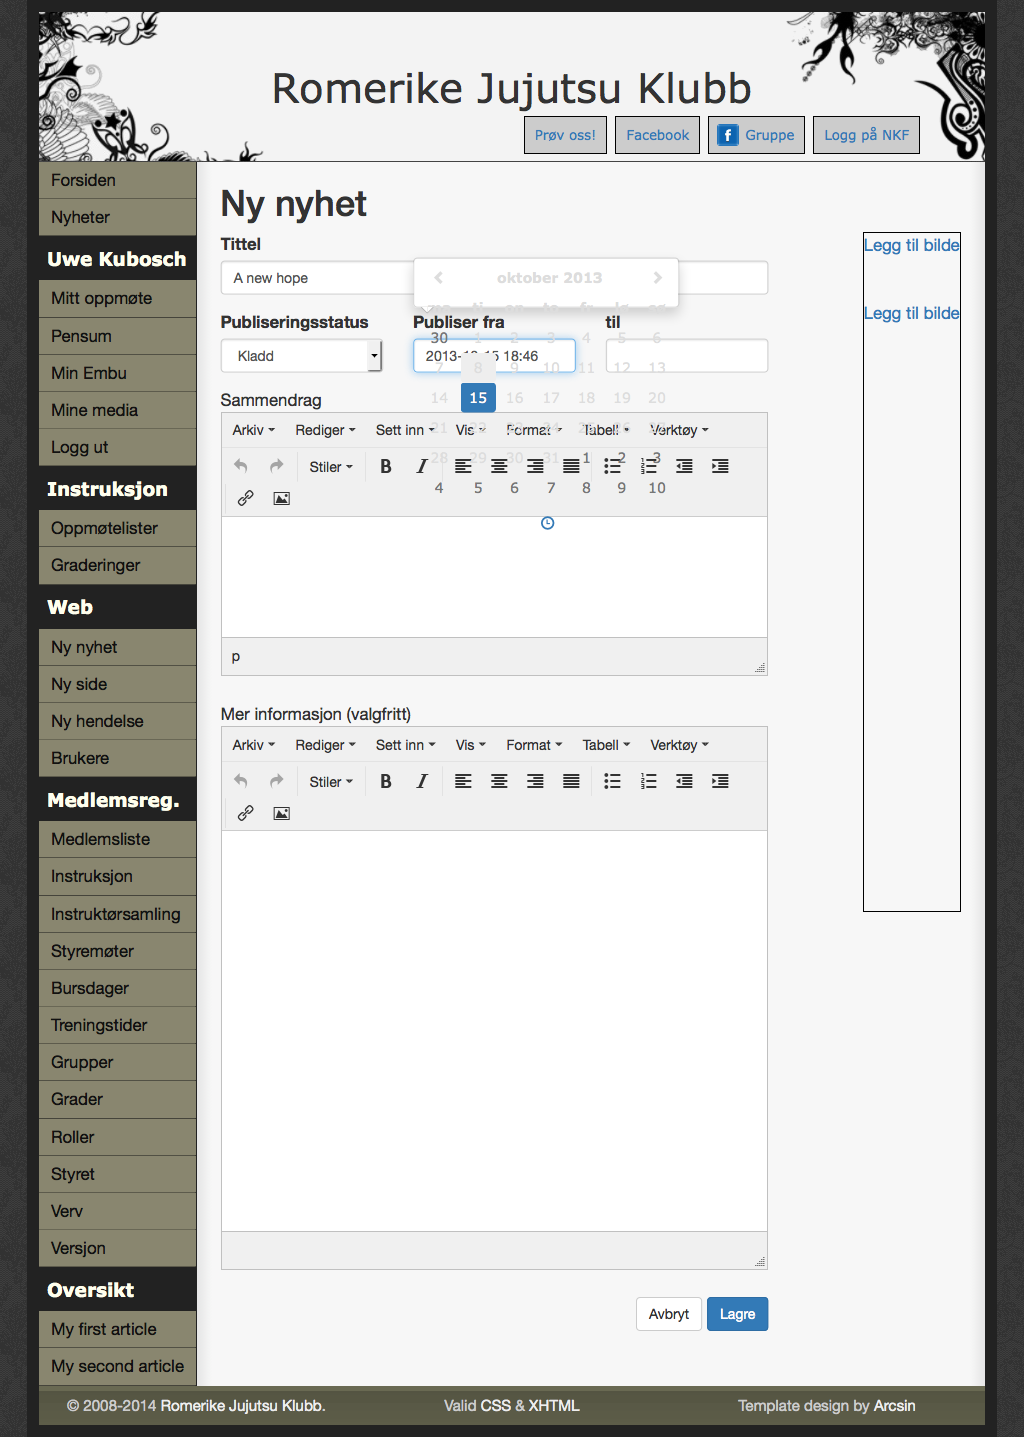 Romerike Jujutsu Klubb
Prøv oss!
Facebook
Gruppe
Logg på NKF
Forsiden
Nyheter
Uwe Kubosch
Mitt oppmøte
Pensum
Min Embu
Mine media
Logg ut
Instruksjon
Oppmøtelister
Graderinger
Web
Ny nyhet
Ny side
Ny hendelse
Brukere
Medlemsreg.
Medlemsliste
Instruksjon
Instruktørsamling
Styremøter
Bursdager
Treningstider
Grupper
Grader
Roller
Styret
Verv
Versjon
Oversikt
My first article
My second article
Ny nyhet
Tittel
A new hope
Publiseringsstatus
Kladd
Publiser fra
til
oktober 2013
30 1 2 3 4 5 6
7 8 9 10 11 12 13
14 15 16 17 18 19 20
21 22 23 24 25 26 27
28 29 30 31 1 2 3
4 5 6 7 8 9 10
Sammendrag
Arkiv Rediger Sett inn Vis Format Tabell Verktøy
Stiler B I
p
Mer informasjon (valgfritt)
Arkiv Rediger Sett inn Vis Format Tabell Verktøy
Stiler B I
Avbryt Lagre
Legg til bilde
Legg til bilde
© 2008-2014 Romerike Jujutsu Klubb.
Valid CSS & XHTML
Template design by Arcsin